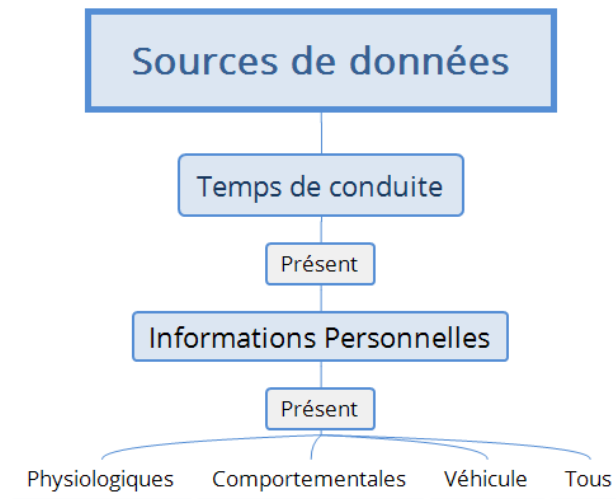 Sources de données
Temps de conduite
Présent
Informations Personnelles
Présent
Physiologiques Comportementales Véhicule Tous